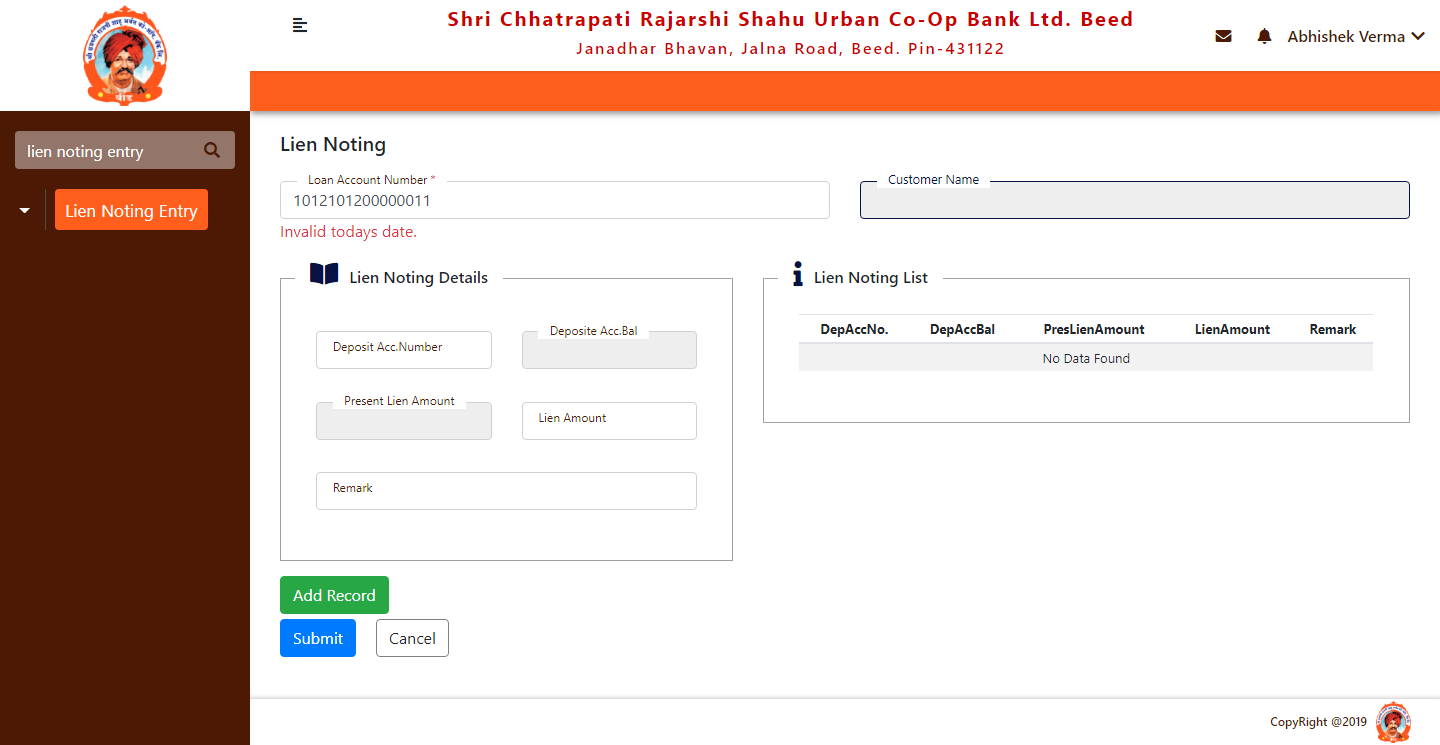 Shri Chhatrapati Rajarshi Shahu Urban Co-Op Bank Ltd. Beed
Janadhar Bhavan, Jalna Road, Beed. Pin-431122
Abhishek Verma
lien noting entry
Lien Noting Entry
Lien Noting
Loan Account Number *
1012101200000011
Customer Name
Invalid todays date.
Lien Noting Details
Deposit Acc.Number
Deposite Acc.Bal
Present Lien Amount
Lien Amount
Remark
Lien Noting List
DepAccNo. DepAccBal PresLienAmount LienAmount Remark
No Data Found
Add Record
Submit Cancel
CopyRight @2019